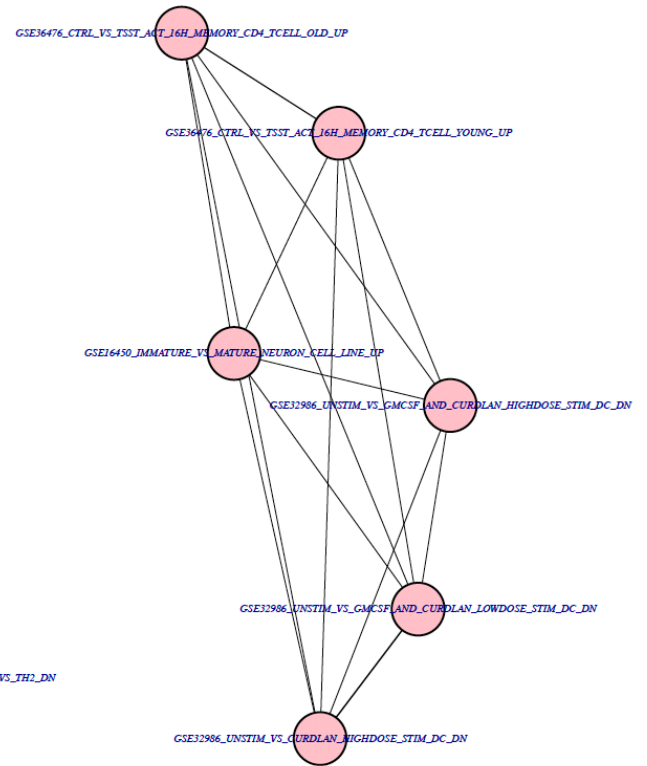 GSE36476_CTRL_VS_TSST_ACT_16H_MEMORY_CD4_TCELL_OLD_UP
GSE36476_CTRL_VS_TSST_ACT_16H_MEMORY_CD4_TCELL_YOUNG_UP
GSE16450_IMMATURE_VS_MATURE_NEURON_CELL_LINE_UP
GSE32986_UNSTIM_VS_GMCSF_AND_CURDLAN_HIGHDOSE_STIM_DC_DN
GSE32986_UNSTIM_VS_GMCSF_AND_CURDLAN_LOWDOSE_STIM_DC_DN
VS_TH2_DN
GSE32986_UNSTIM_VS_CURDLAN_HIGHDOSE_STIM_DC_DN